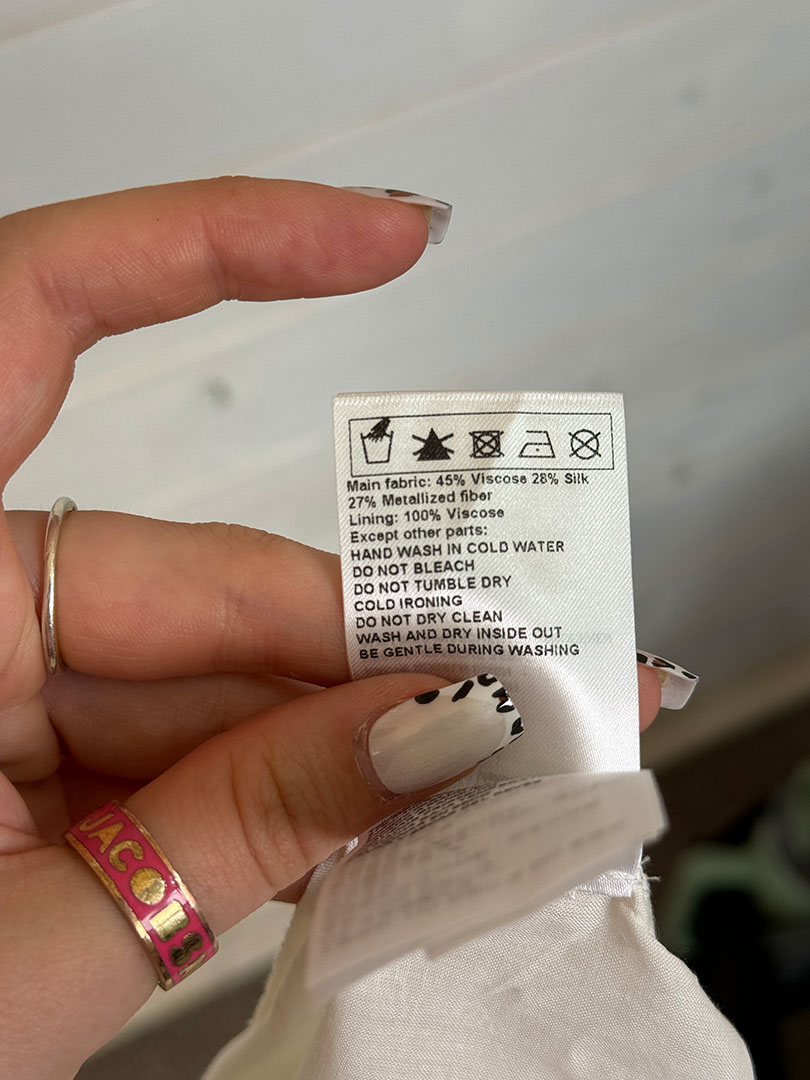 Main fabric: 45% Viscose 28% Silk
27% Metallized fiber
Lining: 100% Viscose
Except other parts:
HAND WASH IN COLD WATER
DO NOT BLEACH
DO NOT TUMBLE DRY
COLD IRONING
DO NOT DRY CLEAN
WASH AND DRY INSIDE OUT
BE GENTLE DURING WASHING
JACOBS